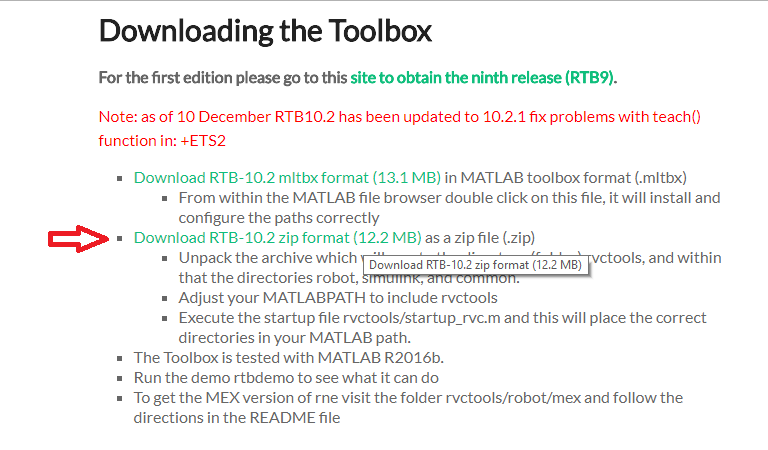 Downloading the Toolbox
For the first edition please go to this site to obtain the ninth release (RTB9).
Note: as of 10 December RTB10.2 has been updated to 10.2.1 fix problems with teach()
function in: +ETS2
Download RTB-10.2 mltbx format (13.1 MB) in MATLAB toolbox format (.mltbx)
From within the MATLAB file browser double click on this file, it will install and
configure the paths correctly
Download RTB-10.2 zip format (12.2 MB) as a zip file (.zip)
Unpack the archive which rvctools, and within
Download RTB-10.2 zip format (12.2 MB)
that the directories robot, simulink, and common.
Adjust your MATLABPATH to include rvctools
Execute the startup file rvctools/startup_rvc.m and this will place the correct
directories in your MATLAB path.
The Toolbox is tested with MATLAB R2016b.
Run the demo rtbdemo to see what it can do
To get the MEX version of rne visit the folder rvctools/robot/mex and follow the
directions in the README file